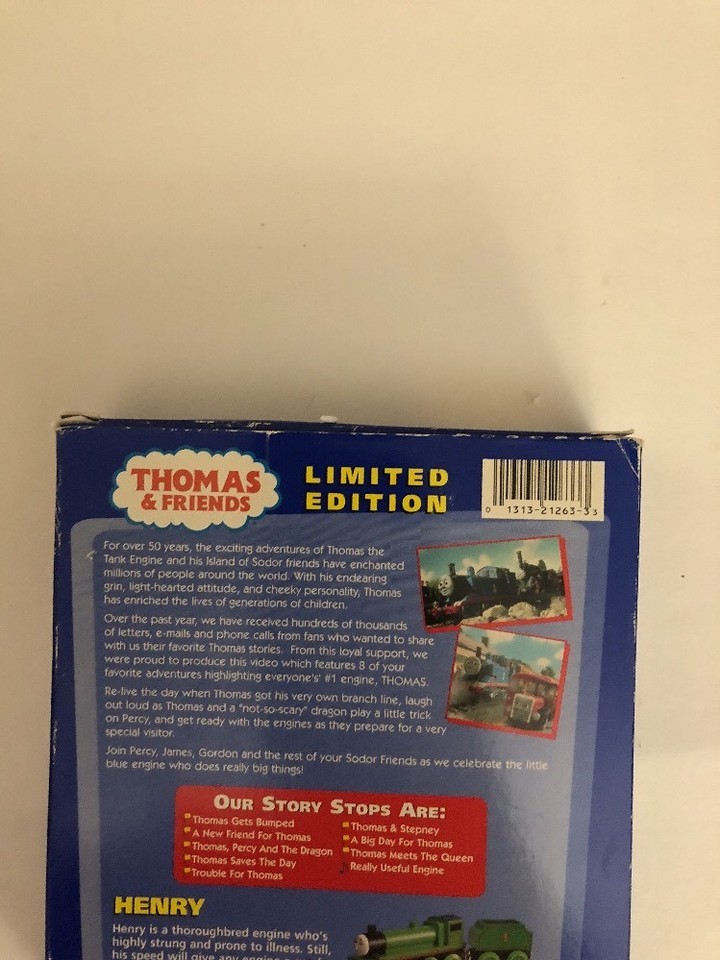 THOMAS
& FRIENDS
LIMITED
EDITION
0 1313-21263-3 3
For over 50 years, the exciting adventures of Thomas the
Tank Engine and his Island of Sodor friends have enchanted
millions of people around the world. With his endearing
grin, light-hearted attitude, and cheeky personality, Thomas
has enriched the lives of generations of children.
Over the past year, we have received hundreds of thousands
of letters, e-mails and phone calls from fans who wanted to share
with us their favorite Thomas stories. From this loyal support, we
were proud to produce this video which features 8 of your
favorite adventures highlighting everyone's' #1 engine, THOMAS.
Re-live the day when Thomas got his very own branch line, laugh
out loud as Thomas and a "not-so-scary" dragon play a little trick
on Percy, and get ready with the engines as they prepare for a very
special visitor.
Join Percy, James, Gordon and the rest of your Sodor Friends as we celebrate the little
blue engine who does really big things!
OUR STORY STOPS ARE:
Thomas Gets Bumped
A New Friend For Thomas
Thomas, Percy And The Dragon
Thomas Saves The Day
Trouble For Thomas
Thomas & Stepney
A Big Day For Thomas
Thomas Meets The Queen
Really Useful Engine
HENRY
Henry is a thoroughbred engine who's
highly strung and prone to illness. Still,
his speed will give any engine